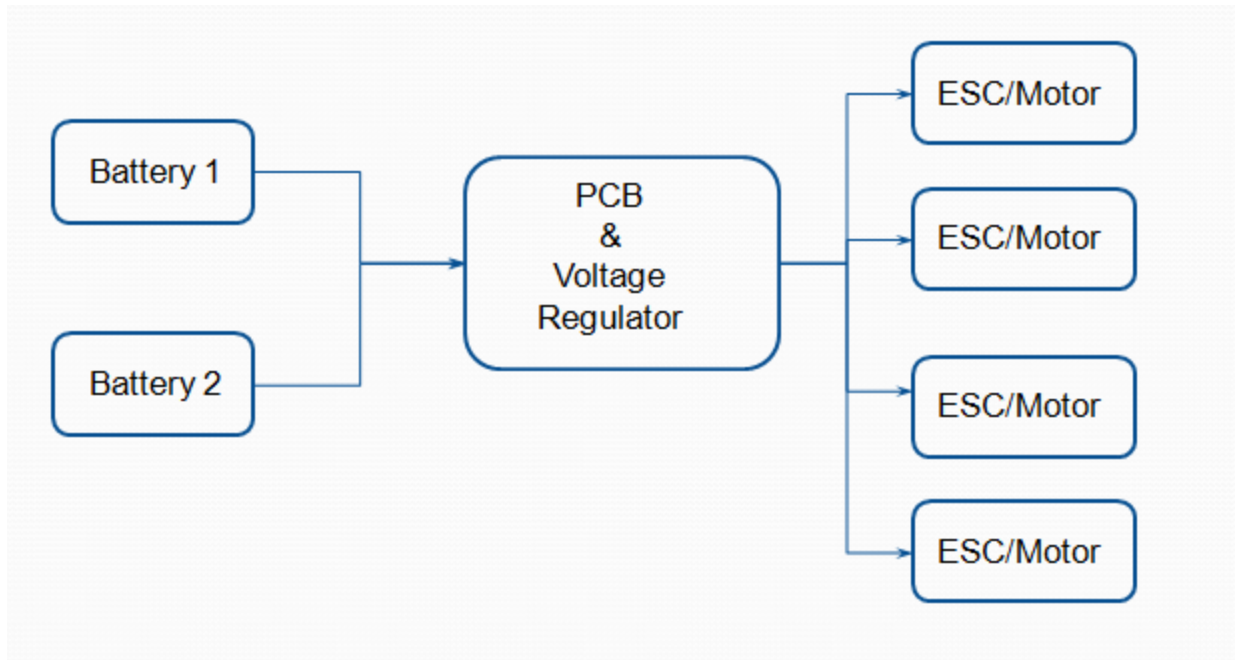 Battery 1
Battery 2
PCB
&
Voltage
Regulator
ESC/Motor
ESC/Motor
ESC/Motor
ESC/Motor